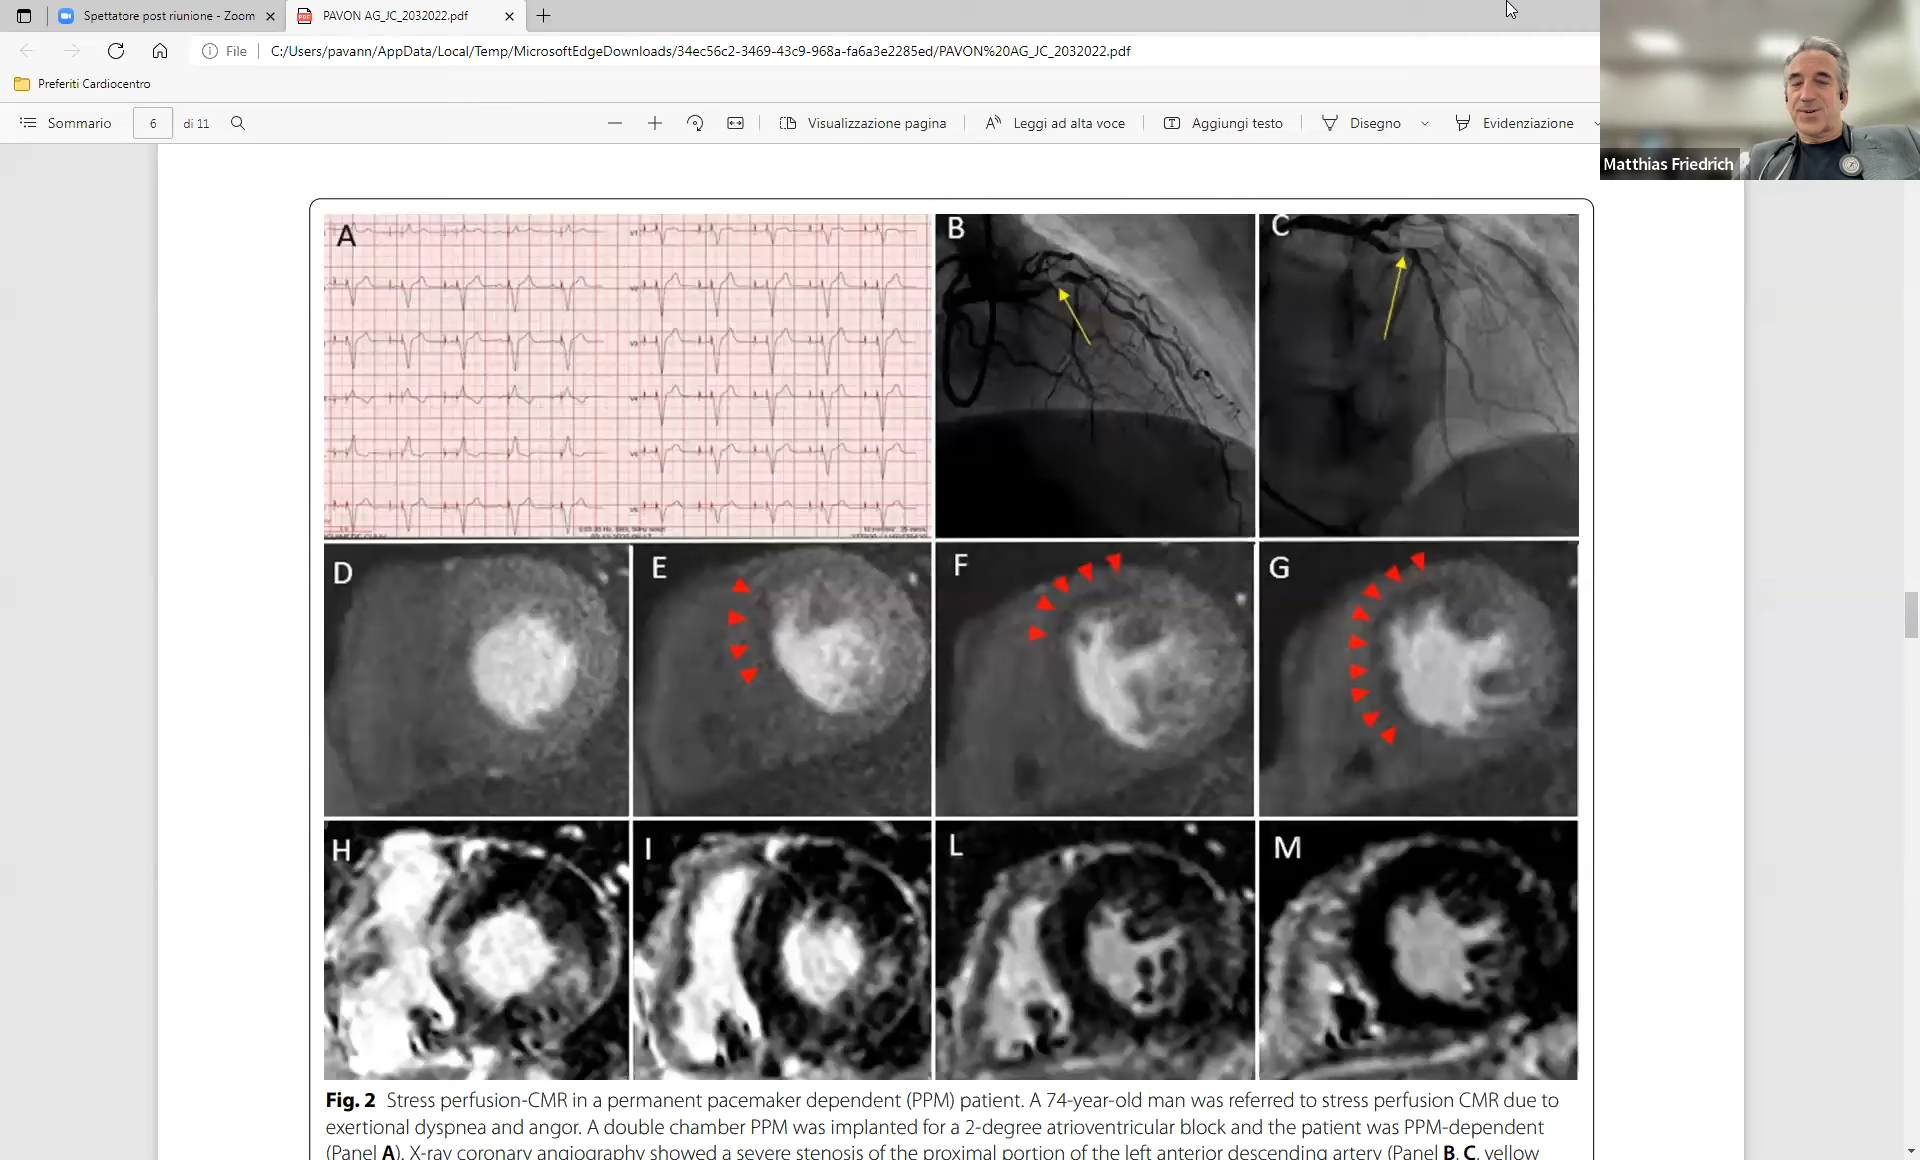 Spettatore post riunione - Zoom
PAVON AG_JC_2032022.pdf
File
C:/Users/pavann/AppData/Local/Temp/MicrosoftEdgeDownloads/34ec56c2-3469-43c9-968a-fa6a3e2285ed/PAVON%20AG_JC_2032022.pdf
Preferiti Cardiocentro
Sommario
6
di 11
Visualizzazione pagina
Leggi ad alta voce
Aggiungi testo
Disegno
Evidenziazione
Matthias Friedrich
A
B
C
D
E
F
G
H
I
L
M
Fig. 2 Stress perfusion-CMR in a permanent pacemaker dependent (PPM) patient. A 74-year-old man was referred to stress perfusion CMR due to
exertional dyspnea and angor. A double chamber PPM was implanted for a 2-degree atrioventricular block and the patient was PPM-dependent
(Panel A). X-ray coronary angiography showed a severe stenosis of the proximal portion of the left anterior descending artery (Panel B, C, yellow